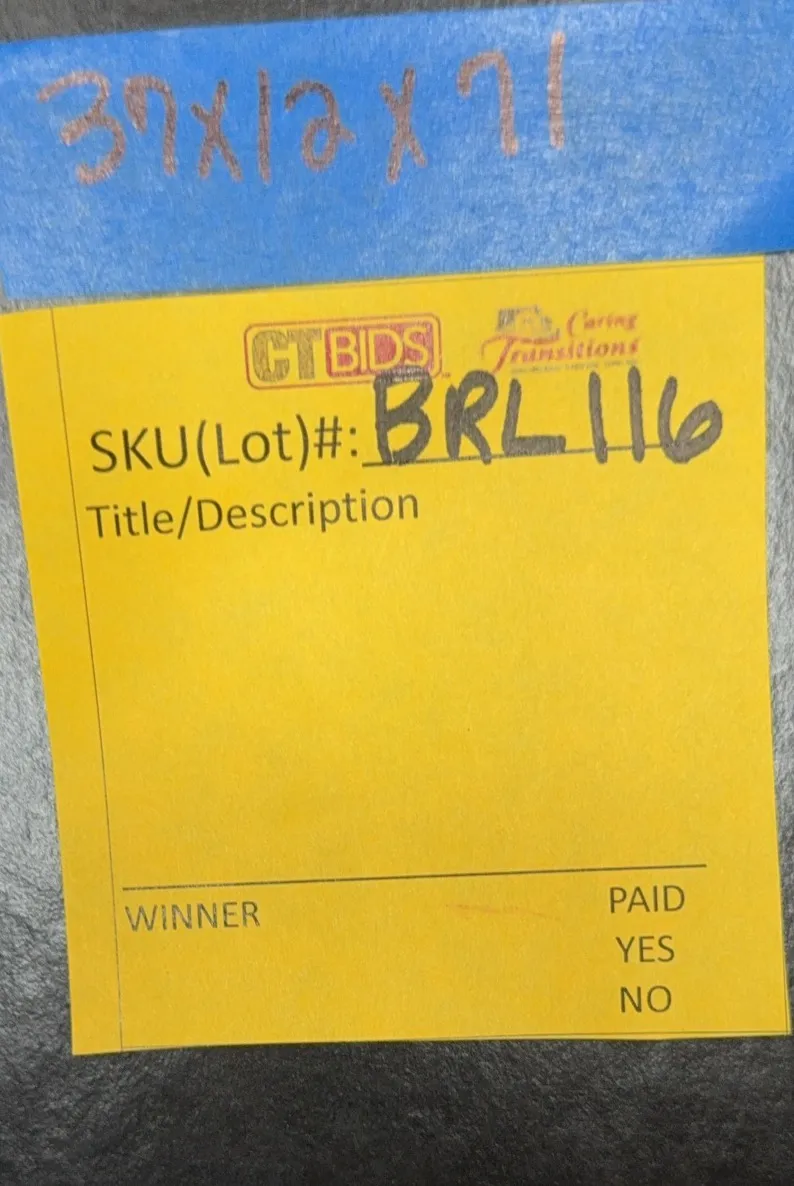 37x12x71
CTBIDS
Caring
Transitions
SKU(Lot)#: BRL116
Title/Description
WINNER
PAID
YES
NO